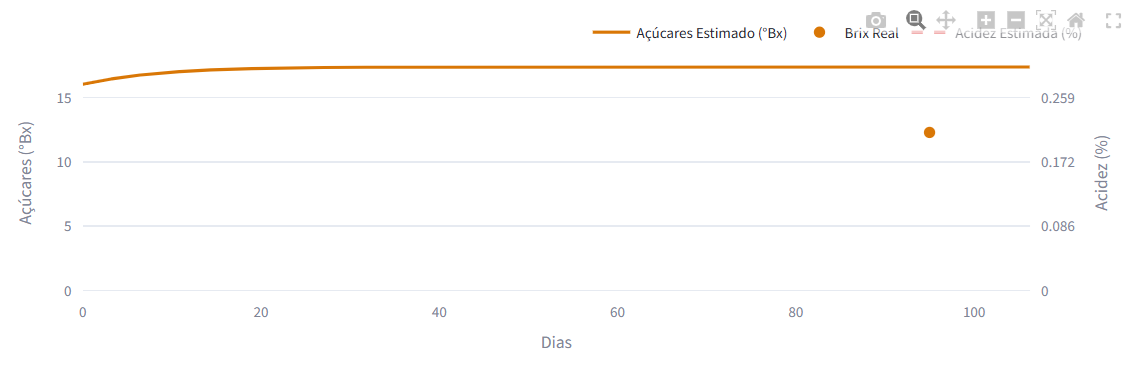 Açúcares Estimado (°Bx) Brix Real Acidez Estimada (%)
15 0.259
10 0.172
5 0.086
0 0
Açúcares (°Bx)
Acidez (%)
0 20 40 60 80 100
Dias